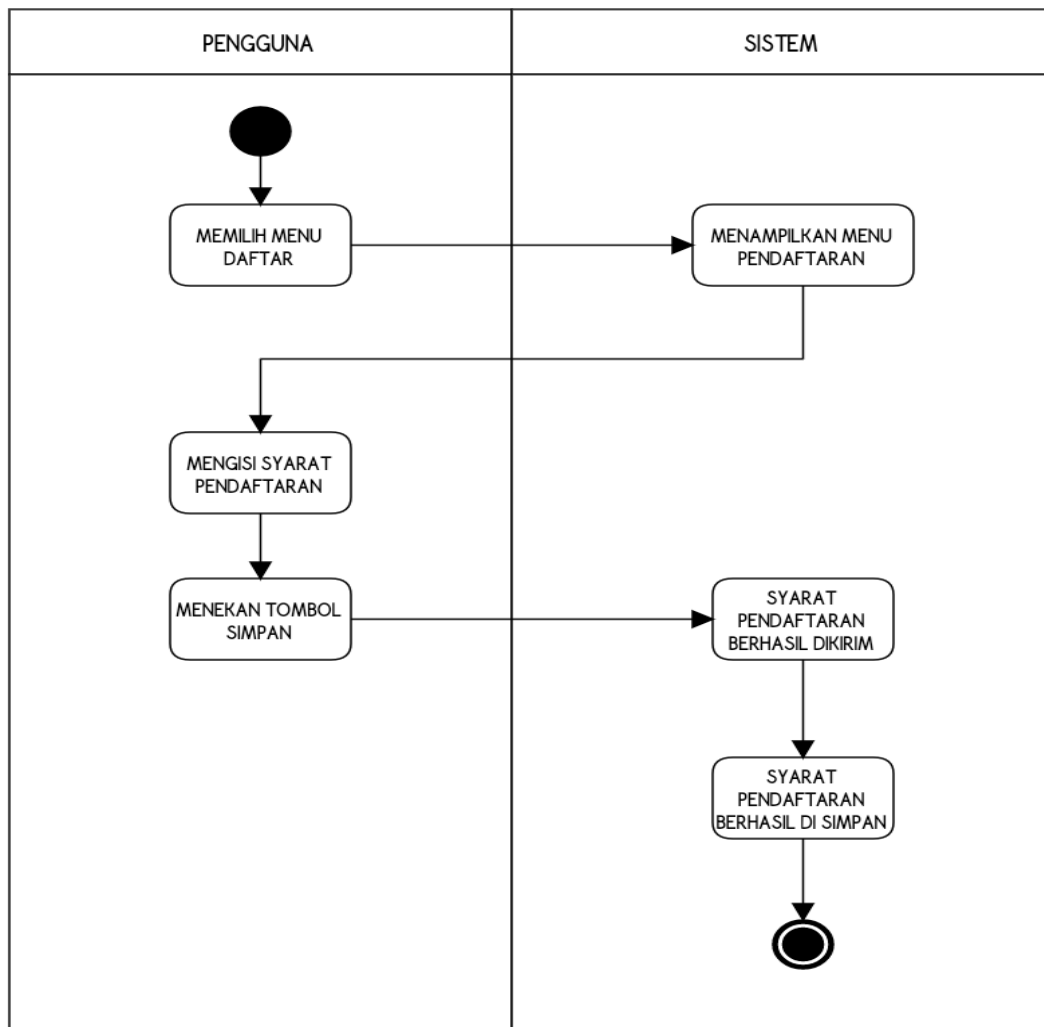 PENGGUNA
SISTEM
MEMILIH MENU
DAFTAR
MENAMPILKAN MENU
PENDAFTARAN
MENGISI SYARAT
PENDAFTARAN
MENEKAN TOMBOL
SIMPAN
SYARAT
PENDAFTARAN
BERHASIL DIKIRIM
SYARAT
PENDAFTARAN
BERHASIL DI SIMPAN